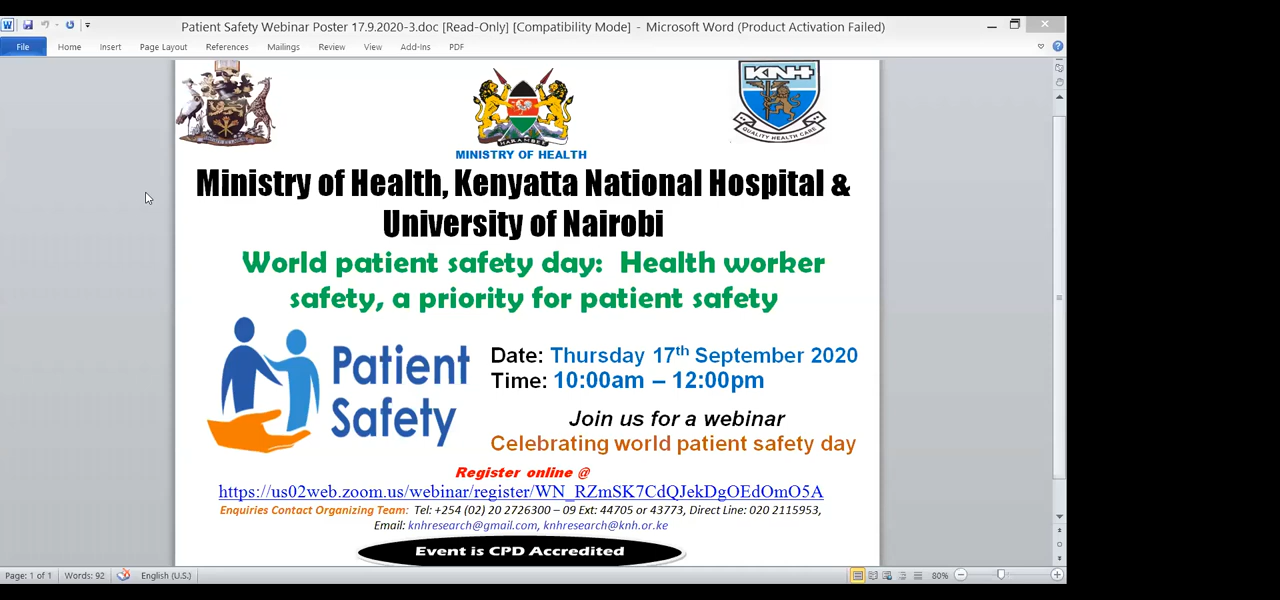 Patient Safety Webinar Poster 17.9.2020-3.doc [Read-Only] [Compatibility Mode] - Microsoft Word (Product Activation Failed)
File Home Insert Page Layout References Mailings Review View Add-Ins PDF
KNH
QUALITY HEALTH CARE
HARAMBEE
MINISTRY OF HEALTH
Ministry of Health, Kenyatta National Hospital &
University of Nairobi
World patient safety day: Health worker
safety, a priority for patient safety
Patient
Safety
Date: Thursday 17th September 2020
Time: 10:00am – 12:00pm
Join us for a webinar
Celebrating world patient safety day
Register online @
https://us02web.zoom.us/webinar/register/WN_RZmSK7CdQJekDgOEdOmO5A
Enquiries Contact Organizing Team: Tel: +254 (02) 20 2726300 – 09 Ext: 44705 or 43773, Direct Line: 020 2115953,
Email: knhresearch@gmail.com, knhresearch@knh.or.ke
Event is CPD Accredited
Page: 1 of 1 Words: 92 English (U.S.) 80%